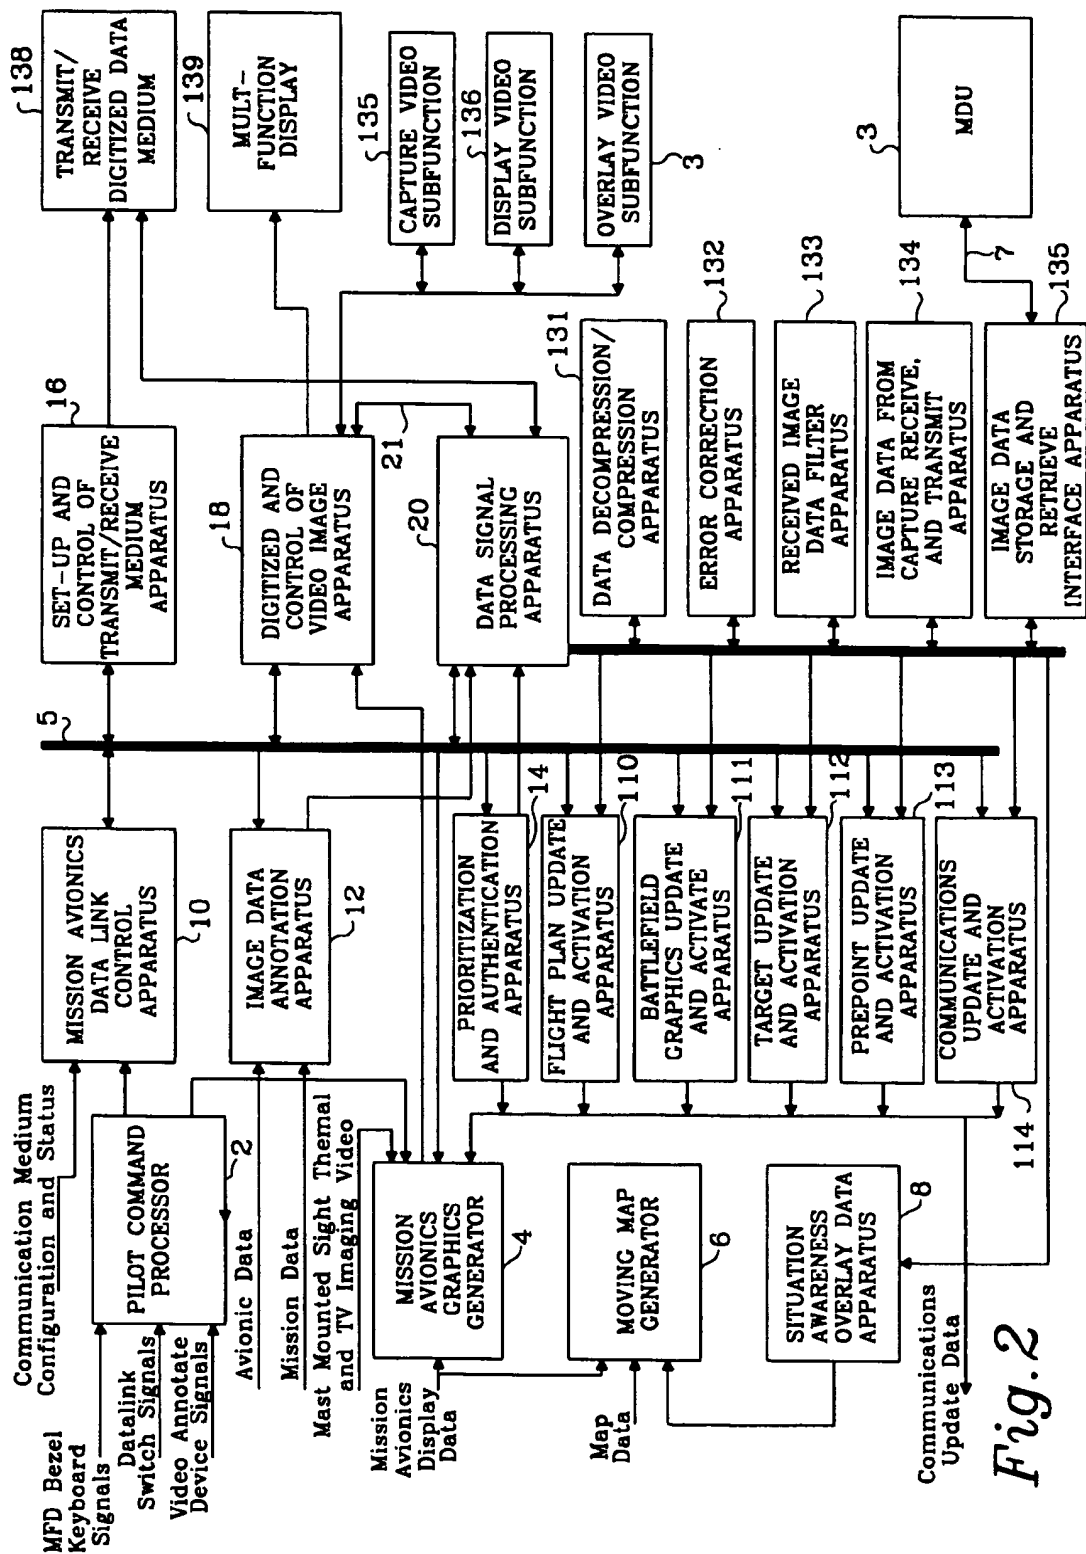 MFD Bezel
Keyboard
Signals
Datalink
Switch Signals
Video Annotate
Device Signals
Communication Medium
Configuration and Status
PILOT COMMAND
PROCESSOR
2
MISSION AVIONICS
DATA LINK
CONTROL
APPARATUS
10
5
SET-UP AND
CONTROL OF
TRANSMIT/RECEIVE
MEDIUM
APPARATUS
16
TRANSMIT/
RECEIVE
DIGITIZED DATA
MEDIUM
138
Avionic Data
Mission Data
IMAGE DATA
ANNOTATION
APPARATUS
12
DIGITIZED AND
CONTROL OF
VIDEO IMAGE
APPARATUS
18
21
MULT-
FUNCTION
DISPLAY
139
CAPTURE VIDEO
SUBFUNCTION
135
DISPLAY VIDEO
SUBFUNCTION
136
OVERLAY VIDEO
SUBFUNCTION
3
Mast Mounted Sight Themal
and TV Imaging Video
Mission
Avionics
Display
Data
MISSION
AVIONICS
GRAPHICS
GENERATOR
4
DATA SIGNAL
PROCESSING
APPARATUS
20
PRIORITIZATION
AND AUTHENTICATION
APPARATUS
14
FLIGHT PLAN UPDATE
AND ACTIVATION
APPARATUS
110
BATTLEFIELD
GRAPHICS UPDATE
AND ACTIVATE
APPARATUS
111
TARGET UPDATE
AND ACTIVATION
APPARATUS
112
PREPOINT UPDATE
AND ACTIVATION
APPARATUS
113
COMMUNICATIONS
UPDATE AND
ACTIVATION
APPARATUS
114
DATA DECOMPRESSION/
COMPRESSION
APPARATUS
131
ERROR CORRECTION
APPARATUS
132
RECEIVED IMAGE
DATA FILTER
APPARATUS
133
IMAGE DATA FROM
CAPTURE RECEIVE,
AND TRANSMIT
APPARATUS
134
IMAGE DATA
STORAGE AND
RETRIEVE
INTERFACE APPARATUS
135
7
MDU
3
Map
Data
MOVING MAP
GENERATOR
6
SITUATION
AWARENESS
OVERLAY DATA
APPARATUS
8
Communications
Update Data
Fig.2